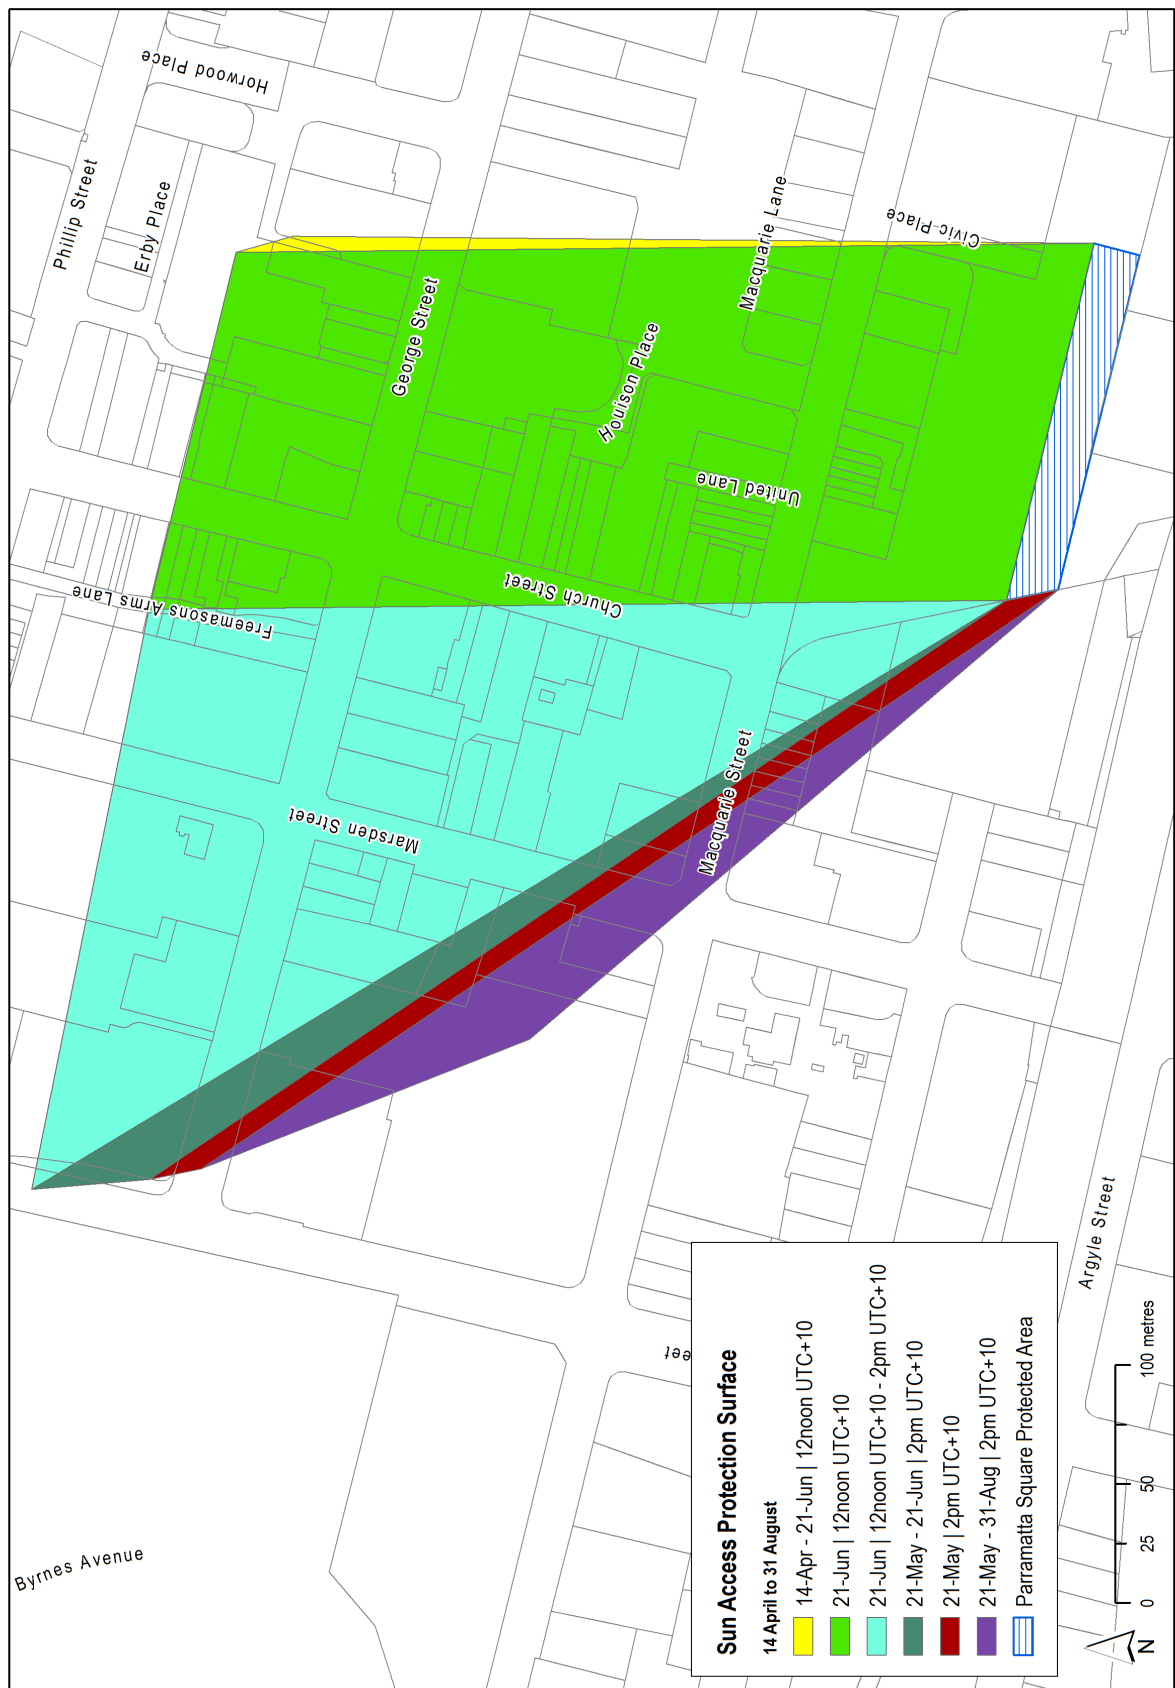 Phillip Street
Horwood Place
Erby Place
George Street
Macquarie Lane
Civic Place
Houison Place
United Lane
Church Street
Freemasons Arms Lane
Marsden Street
Macquarie Street
Argyle Street
eet
Byrnes Avenue
Sun Access Protection Surface
14 April to 31 August
14-Apr - 21-Jun | 12noon UTC+10
21-Jun | 12noon UTC+10
21-Jun | 12noon UTC+10 - 2pm UTC+10
21-May - 21-Jun | 2pm UTC+10
21-May | 2pm UTC+10
21-May - 31-Aug | 2pm UTC+10
Parramatta Square Protected Area
N
0 25 50 100 metres